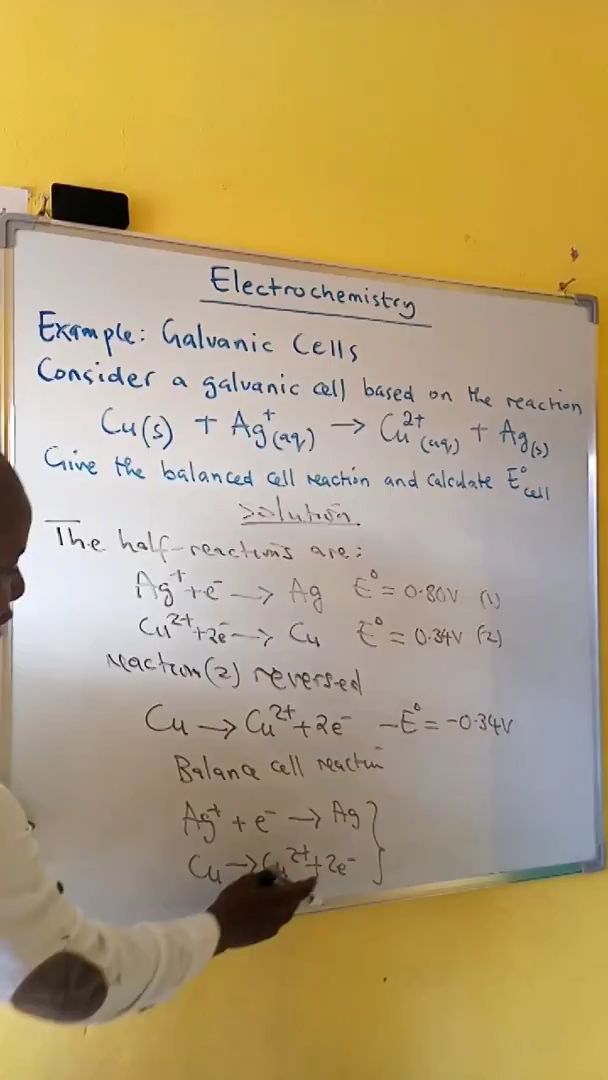 Electrochemistry
Example: Galvanic Cells
Consider a galvanic cell based on the reaction
Cu(s) + Ag⁺(aq) → Cu²⁺(aq) + Ag(s)
Give the balanced cell reaction and calculate E°cell
Solution
The half-reactions are:
Ag⁺ + e⁻ → Ag E° = 0.80V (1)
Cu²⁺ + 2e⁻ → Cu E° = 0.34V (2)
reaction(2) reversed
Cu → Cu²⁺ + 2e⁻ -E° = -0.34V
Balance cell reaction
Ag⁺ + e⁻ → Ag }
Cu → Cu²⁺ + 2e⁻